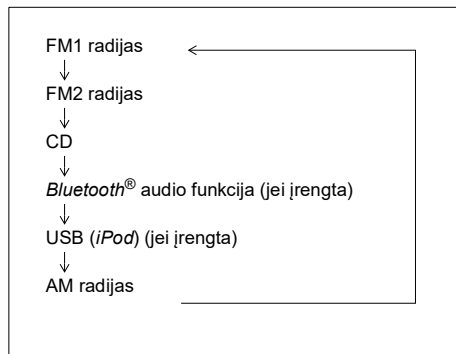 FM1 radijas
FM2 radijas
CD
Bluetooth® audio funkcija (jei įrengta)
USB (iPod) (jei įrengta)
AM radijas